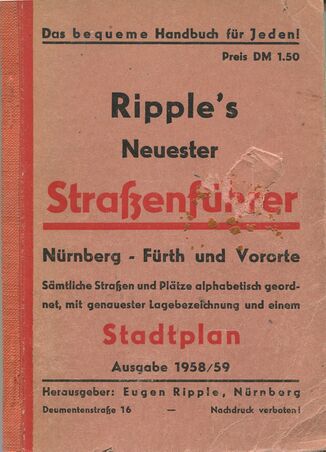 Das bequeme Handbuch für Jeden!
Preis DM 1.50
Ripple's
Neuester
Straßenführer
Nürnberg - Fürth und Vororte
Sämtliche Straßen und Plätze alphabetisch geord-
net, mit genauester Lagebezeichnung und einem
Stadtplan
Ausgabe 1958/59
Herausgeber: Eugen Ripple, Nürnberg
Deumentenstraße 16 — Nachdruck verboten!